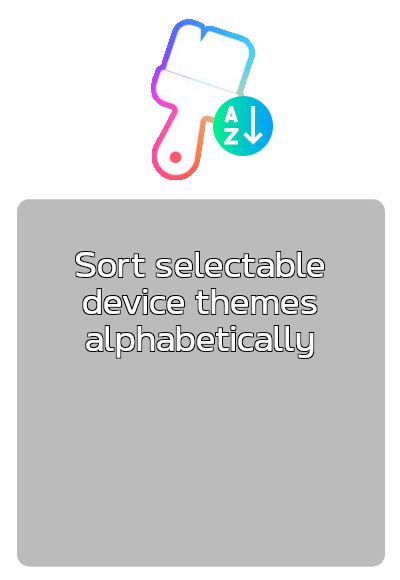 A
Z
Sort selectable
device themes
alphabetically